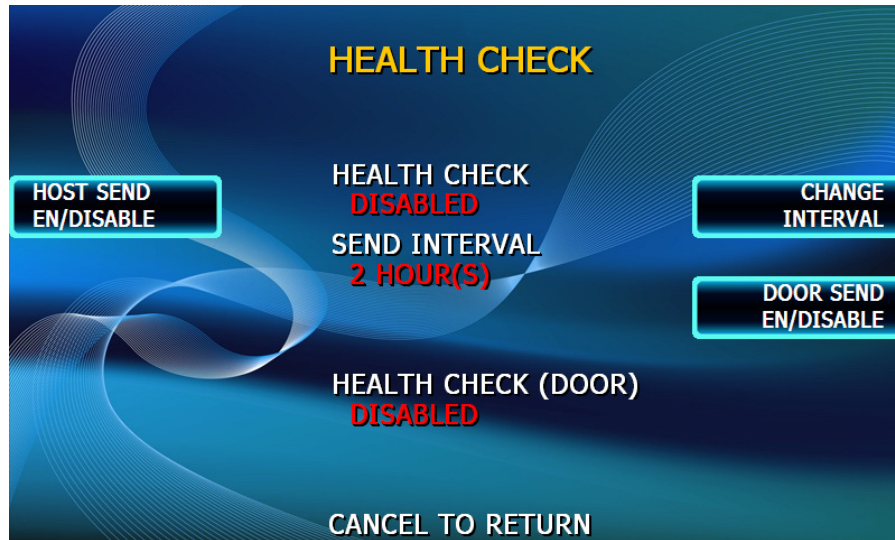 HEALTH CHECK
HOST SEND
EN/DISABLE
HEALTH CHECK
DISABLED
SEND INTERVAL
2 HOUR(S)
CHANGE
INTERVAL
DOOR SEND
EN/DISABLE
HEALTH CHECK (DOOR)
DISABLED
CANCEL TO RETURN